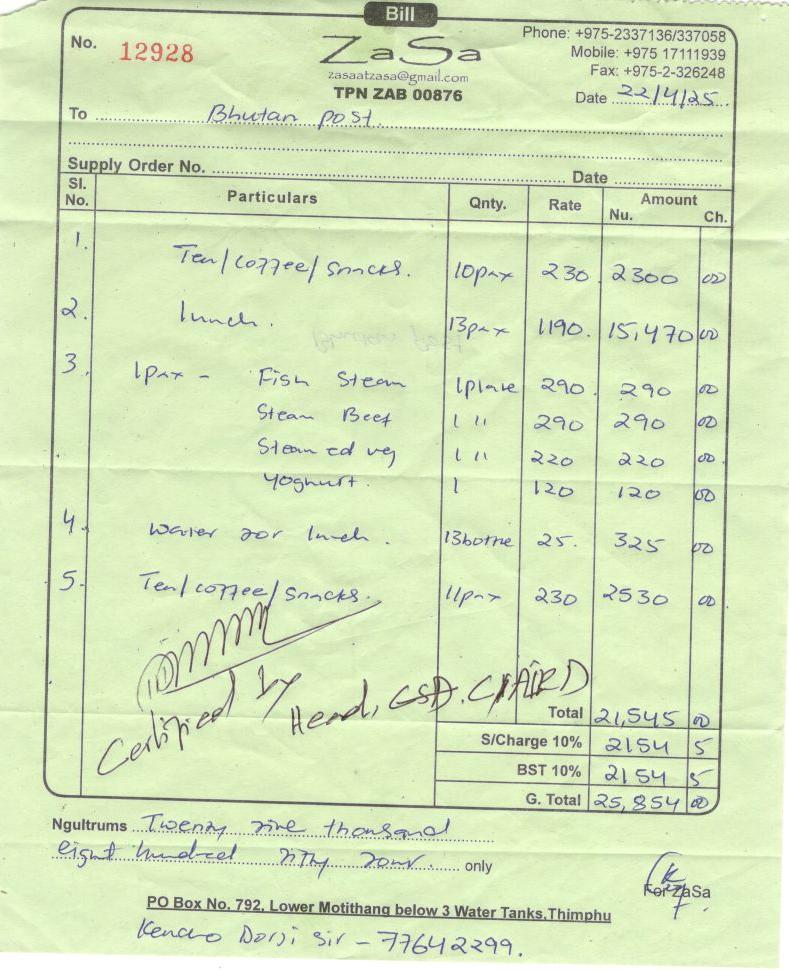 Bill
No. 12928
ZaSa
zasaatzasa@gmail.com
TPN ZAB 00876
Phone: +975-2337136/337058
Mobile: +975 17111939
Fax: +975-2-326248
Date 22/4/25
To Bhutan post.
Supply Order No. Date
Sl. No. Particulars Qnty. Rate Amount Nu. Ch.
1. Tea/coffee/snacks. 10pax 230 2300 00
2. lunch. 13pax 1190. 15,470 00
3. 1pax - Fish Steam 1plate 290. 290 00
Steam Beef 1 " 290 290 00
Steam ed veg 1 " 220 220 00
Yoghurt. 1 120 120 00
4. water for lunch. 13bottle 25. 325 00
5. Tea/coffee/snacks. 11pax 230 2530 00
Certified by Head, GSD.
Total 21,545 00
S/Charge 10% 2154 5
BST 10% 2154 5
G. Total 25,854 00
Ngultrums Twenty five thousand
eight hundred fifty four. only
For ZaSa
PO Box No. 792, Lower Motithang below 3 Water Tanks,Thimphu
Kencho Dorji sir - 77642299.